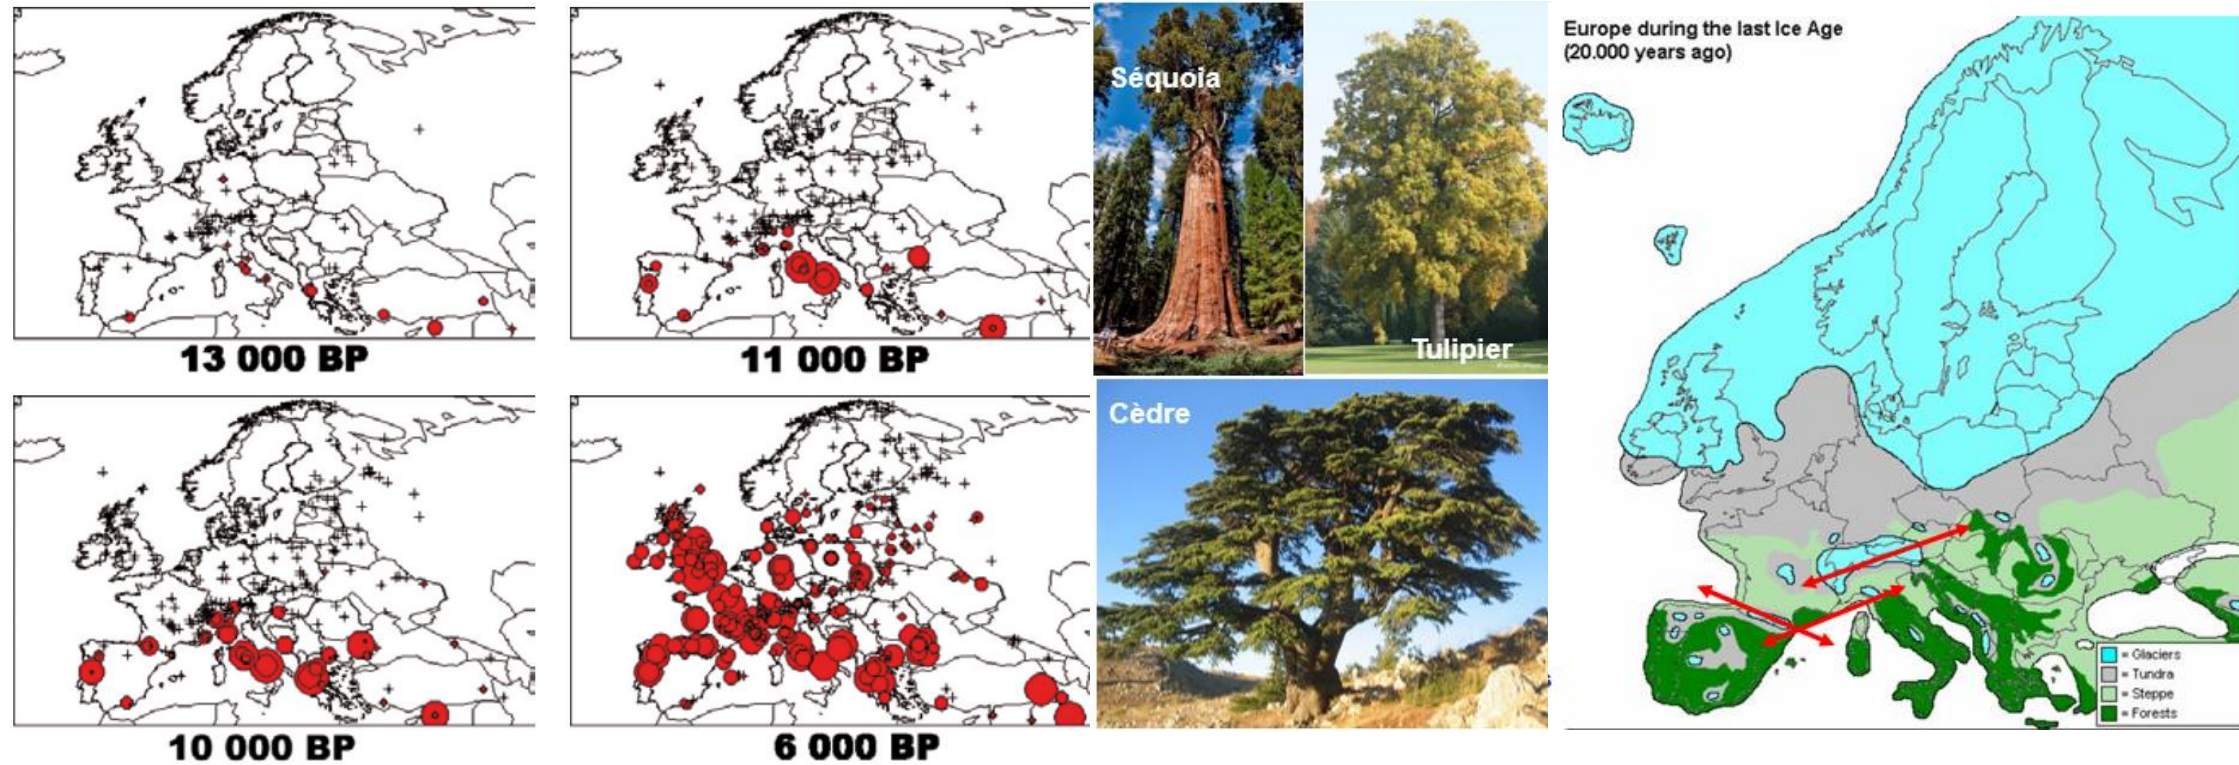 13 000 BP
11 000 BP
10 000 BP
6 000 BP
Séquoia
Tulipier
Cèdre
Europe during the last Ice Age
(20.000 years ago)
= Glaciers
= Tundra
= Steppe
= Forests